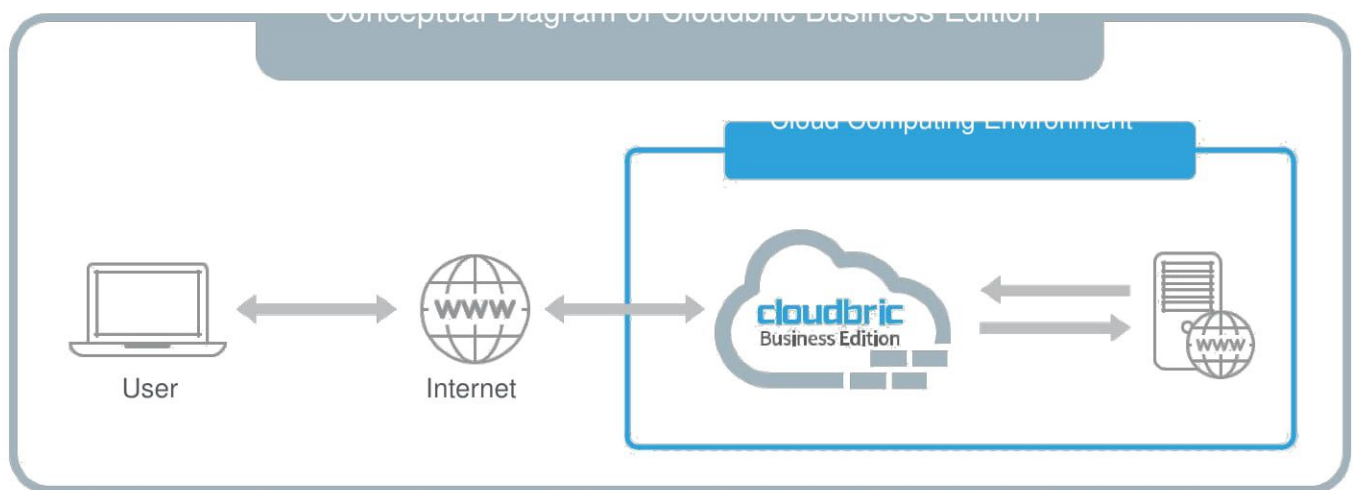 Conceptual Diagram of Cloudbric Business Edition
Cloud Computing Environment
WWW
cloudbric
Business Edition
WWW
User
Internet